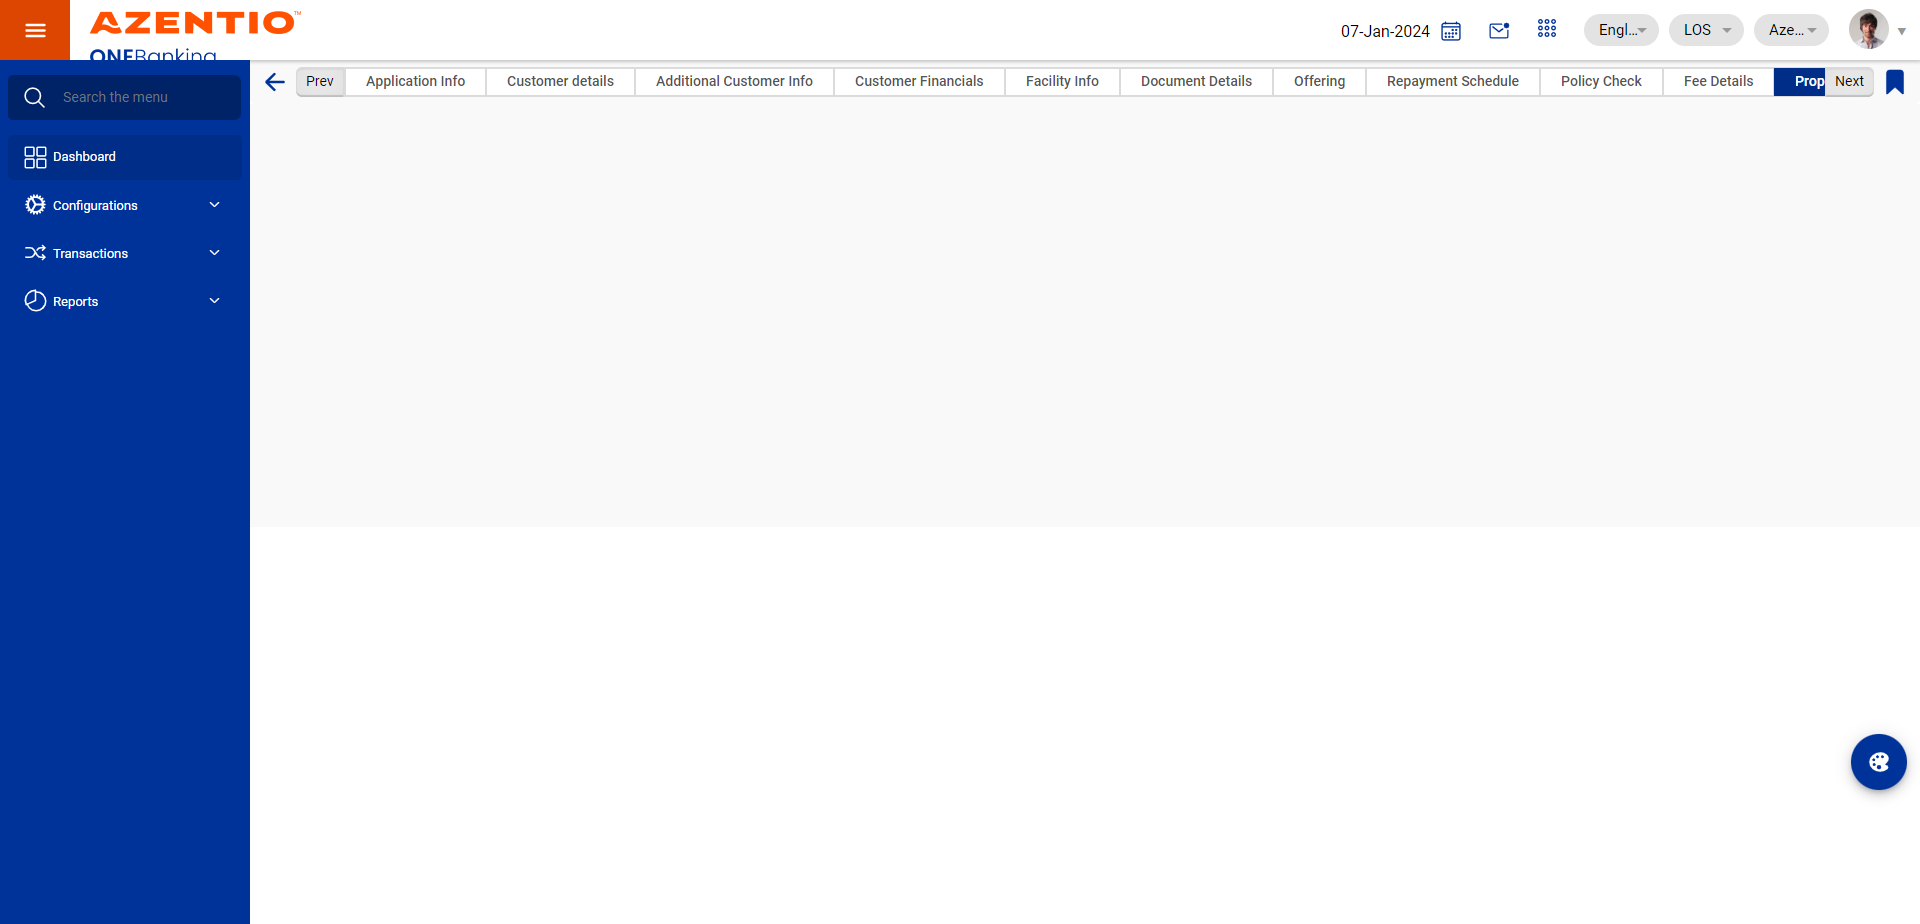 AZENTIO™
ONEBanking
07-Jan-2024
Engl...
LOS
Aze...
Search the menu
Dashboard
Configurations
Transactions
Reports
Prev
Application Info
Customer details
Additional Customer Info
Customer Financials
Facility Info
Document Details
Offering
Repayment Schedule
Policy Check
Fee Details
Prop
Next